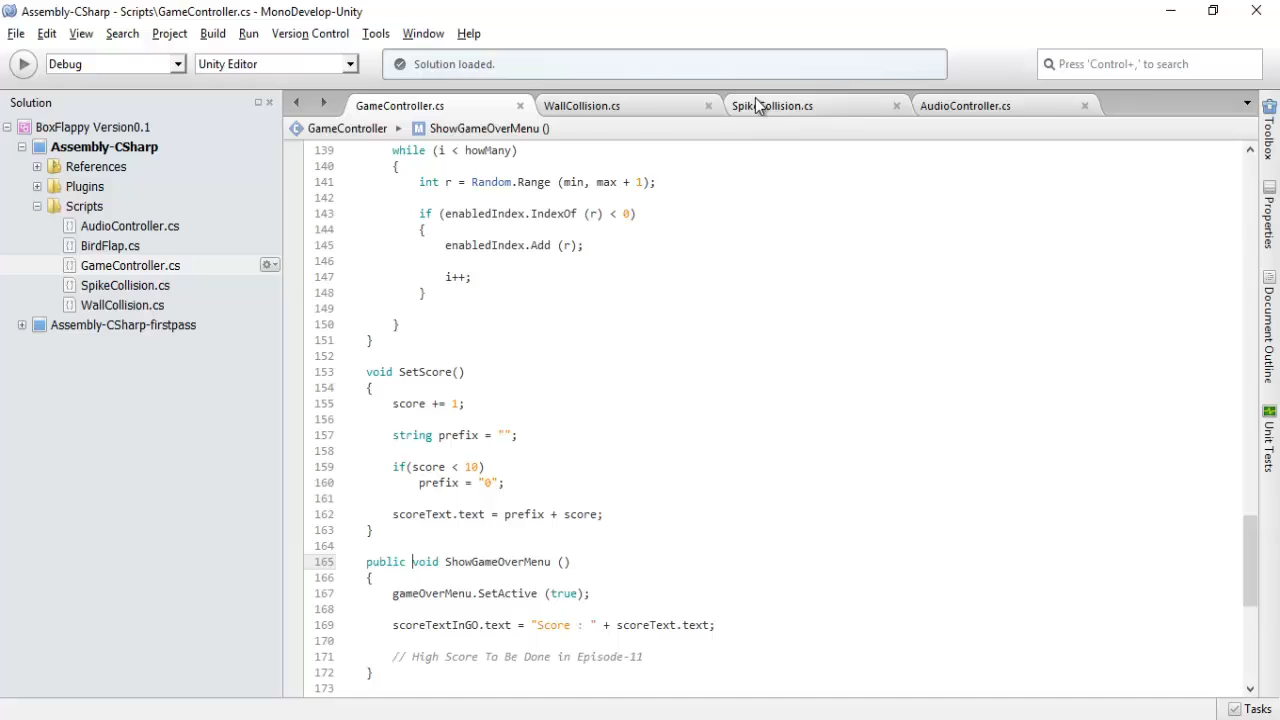 Assembly-CSharp - Scripts\GameController.cs - MonoDevelop-Unity
File Edit View Search Project Build Run Version Control Tools Window Help
Debug Unity Editor Solution loaded. Press 'Control+,' to search
Solution
GameController.cs WallCollision.cs SpikeCollision.cs AudioController.cs
GameController ShowGameOverMenu ()
BoxFlappy Version0.1
Assembly-CSharp
References
Plugins
Scripts
AudioController.cs
BirdFlap.cs
GameController.cs
SpikeCollision.cs
WallCollision.cs
Assembly-CSharp-firstpass
139 while (i < howMany)
140 {
141 int r = Random.Range (min, max + 1);
142
143 if (enabledIndex.IndexOf (r) < 0)
144 {
145 enabledIndex.Add (r);
146
147 i++;
148 }
149
150 }
151 }
152
153 void SetScore()
154 {
155 score += 1;
156
157 string prefix = "";
158
159 if(score < 10)
160 prefix = "0";
161
162 scoreText.text = prefix + score;
163 }
164
165 public void ShowGameOverMenu ()
166 {
167 gameOverMenu.SetActive (true);
168
169 scoreTextInGO.text = "Score : " + scoreText.text;
170
171 // High Score To Be Done in Episode-11
172 }
173
Toolbox
Properties
Document Outline
Unit Tests
Tasks